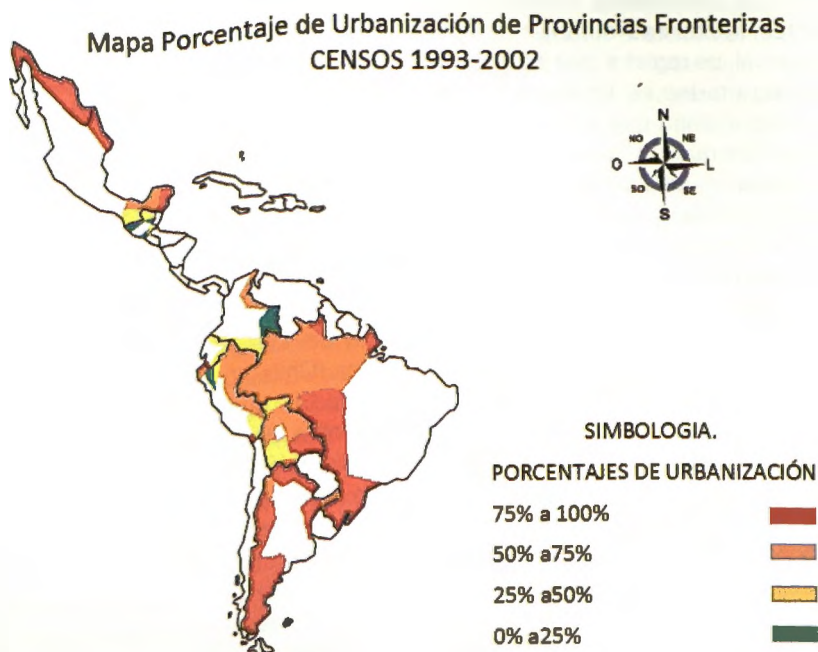 Mapa Porcentaje de Urbanización de Provincias Fronterizas
CENSOS 1993-2002
N
NO NE
O L
SO SE
S
SIMBOLOGIA.
PORCENTAJES DE URBANIZACIÓN
75% a 100%
50% a75%
25% a50%
0% a25%